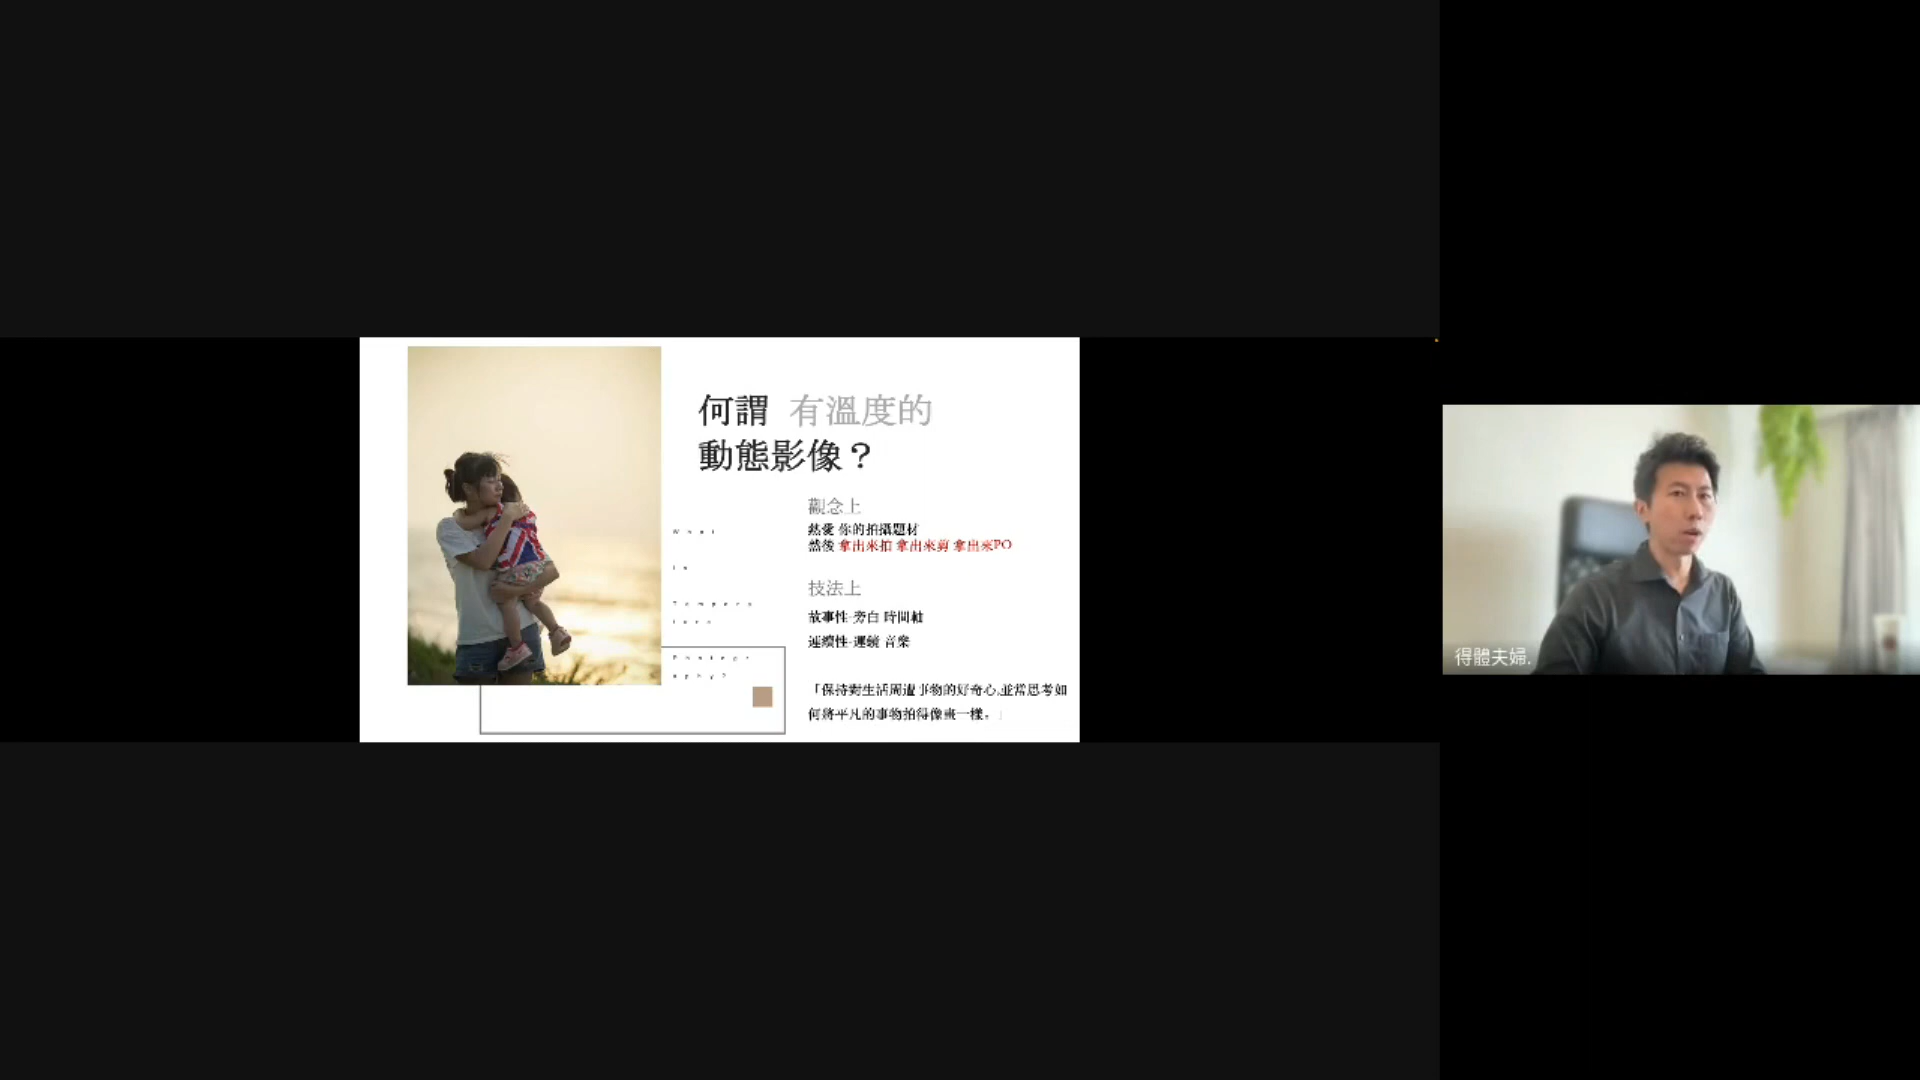 何謂 有溫度的
動態影像？
觀念上
熱愛 你的拍攝題材
然後 拿出來拍 拿出來剪 拿出來PO
What
Is
技法上
故事性-旁白 時間軸
連續性-運鏡 音樂
「保持對生活周遭事物的好奇心,並常思考如
何將平凡的事物拍得像畫一樣。」
得體夫婦.